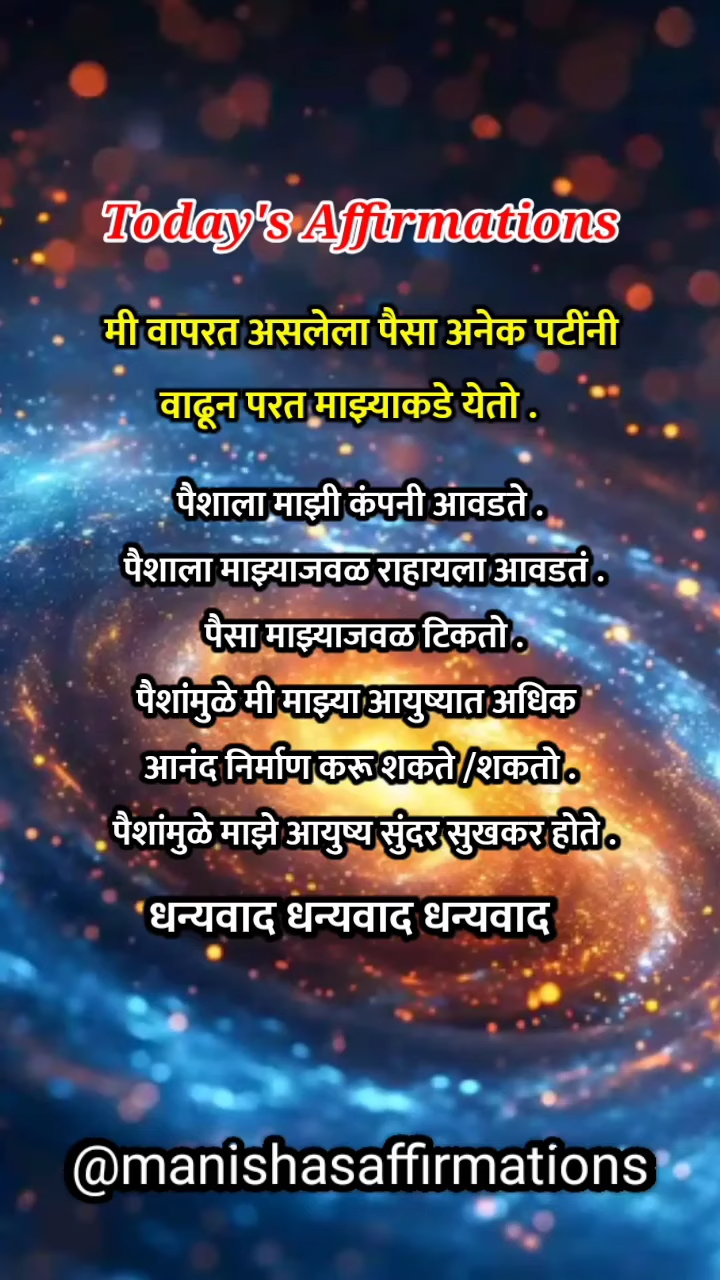 Today's Affirmations
मी वापरत असलेला पैसा अनेक पटींनी
वाढून परत माझ्याकडे येतो .
पैशाला माझी कंपनी आवडते .
पैशाला माझ्याजवळ राहायला आवडतं .
पैसा माझ्याजवळ टिकतो .
पैशांमुळे मी माझ्या आयुष्यात अधिक
आनंद निर्माण करू शकते /शकतो .
पैशांमुळे माझे आयुष्य सुंदर सुखकर होते .
धन्यवाद धन्यवाद धन्यवाद
@manishasaffirmations